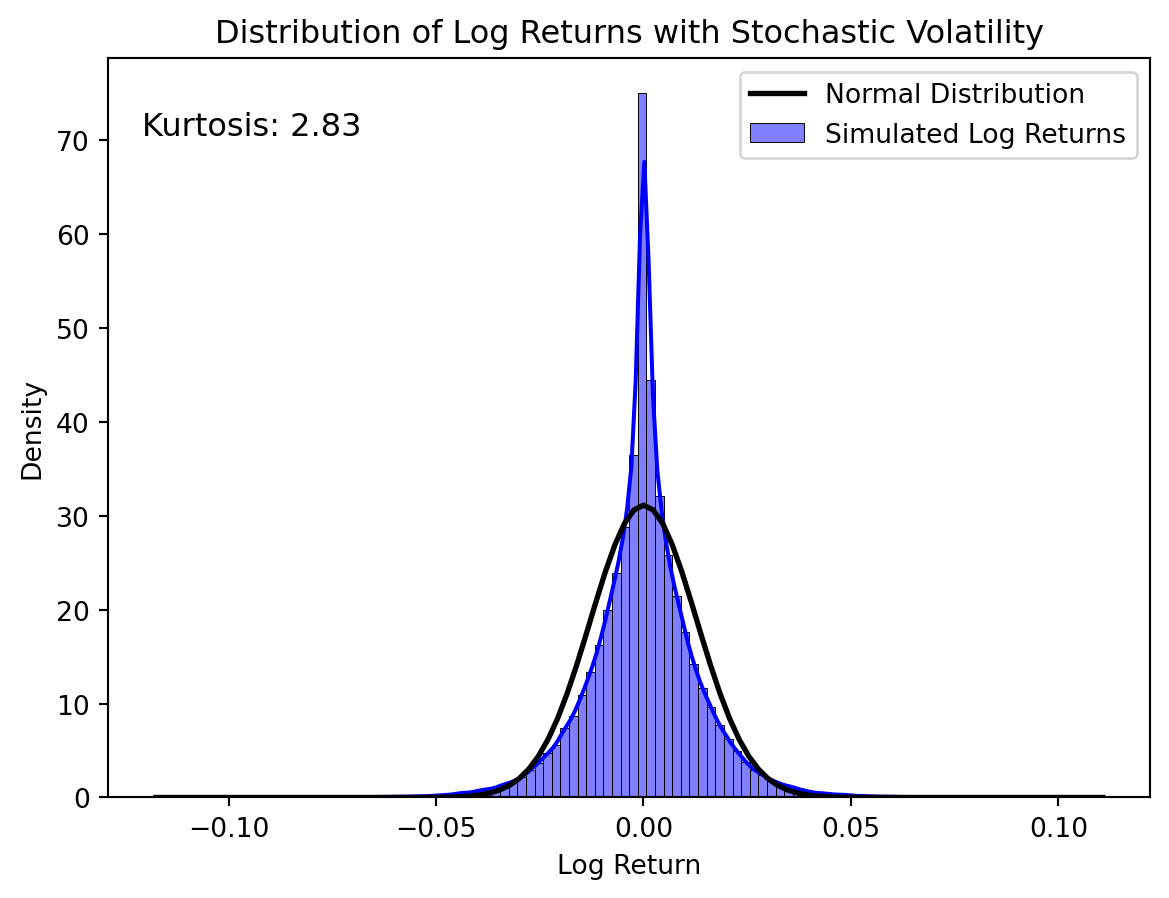 Distribution of Log Returns with Stochastic Volatility
Kurtosis: 2.83
Normal Distribution
Simulated Log Returns
Density
70
60
50
40
30
20
10
0
−0.10
−0.05
0.00
0.05
0.10
Log Return